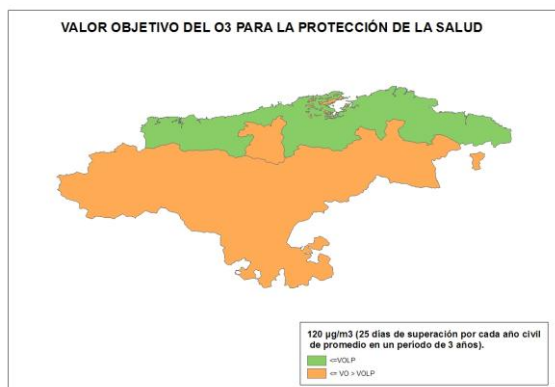 VALOR OBJETIVO DEL O3 PARA LA PROTECCIÓN DE LA SALUD
120 µg/m3 (25 días de superación por cada año civil
de promedio en un periodo de 3 años).
<=VOLP
<= VO > VOLP